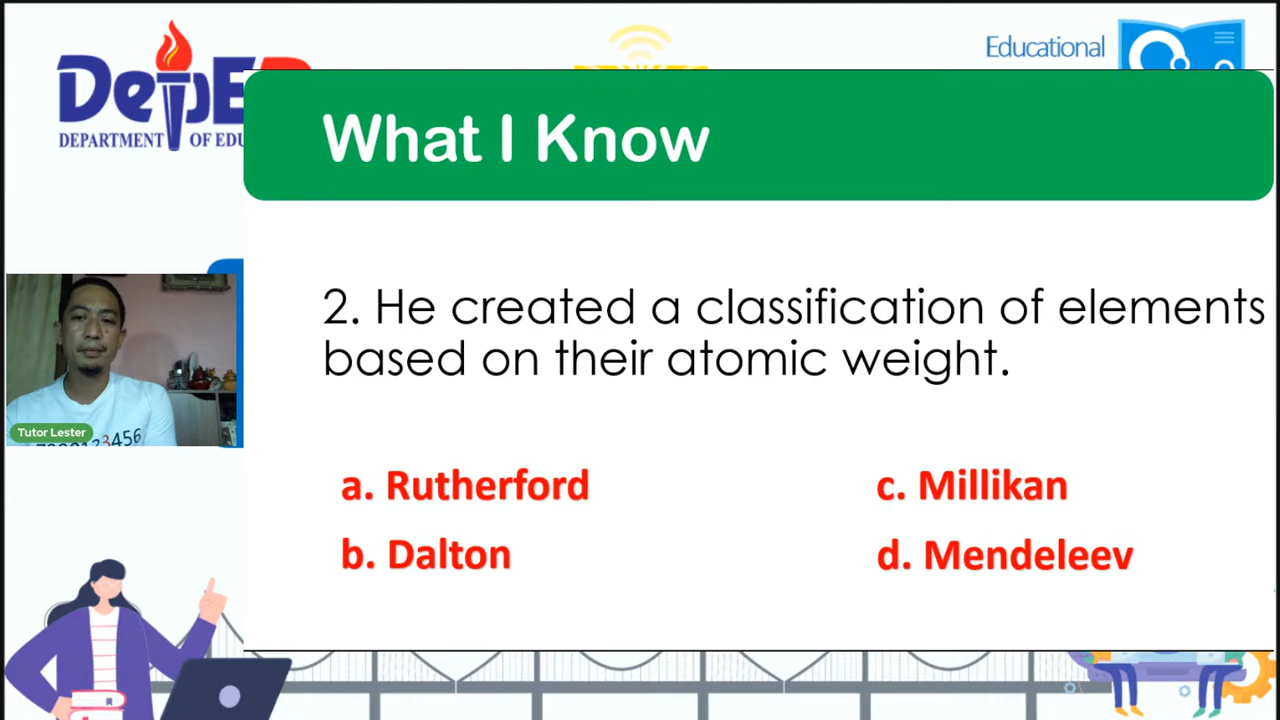 DepED
DEPARTMENT OF EDU
Educational
What I Know
2. He created a classification of elements
based on their atomic weight.
Tutor Lester
3456
a. Rutherford
c. Millikan
b. Dalton
d. Mendeleev